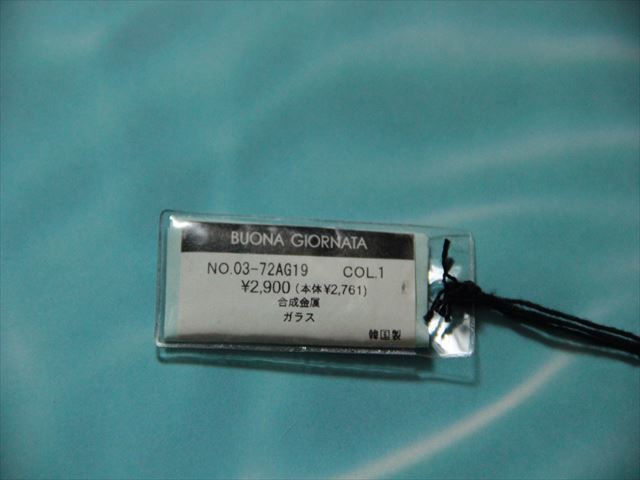 BUONA GIORNATA
NO.03-72AG19 COL.1
¥2,900(本体¥2,761)
合成金属
ガラス
韓国製